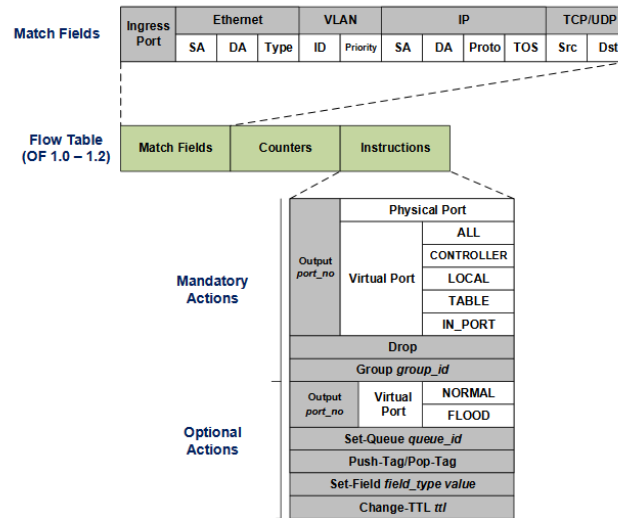 Match Fields
Ingress Port
Ethernet
VLAN
IP
TCP/UDP
SA
DA
Type
ID
Priority
SA
DA
Proto
TOS
Src
Dst
Flow Table
(OF 1.0 – 1.2)
Match Fields
Counters
Instructions
Mandatory
Actions
Output
port_no
Physical Port
Virtual Port
ALL
CONTROLLER
LOCAL
TABLE
IN_PORT
Drop
Group group_id
Optional
Actions
Output
port_no
Virtual
Port
NORMAL
FLOOD
Set-Queue queue_id
Push-Tag/Pop-Tag
Set-Field field_type value
Change-TTL ttl